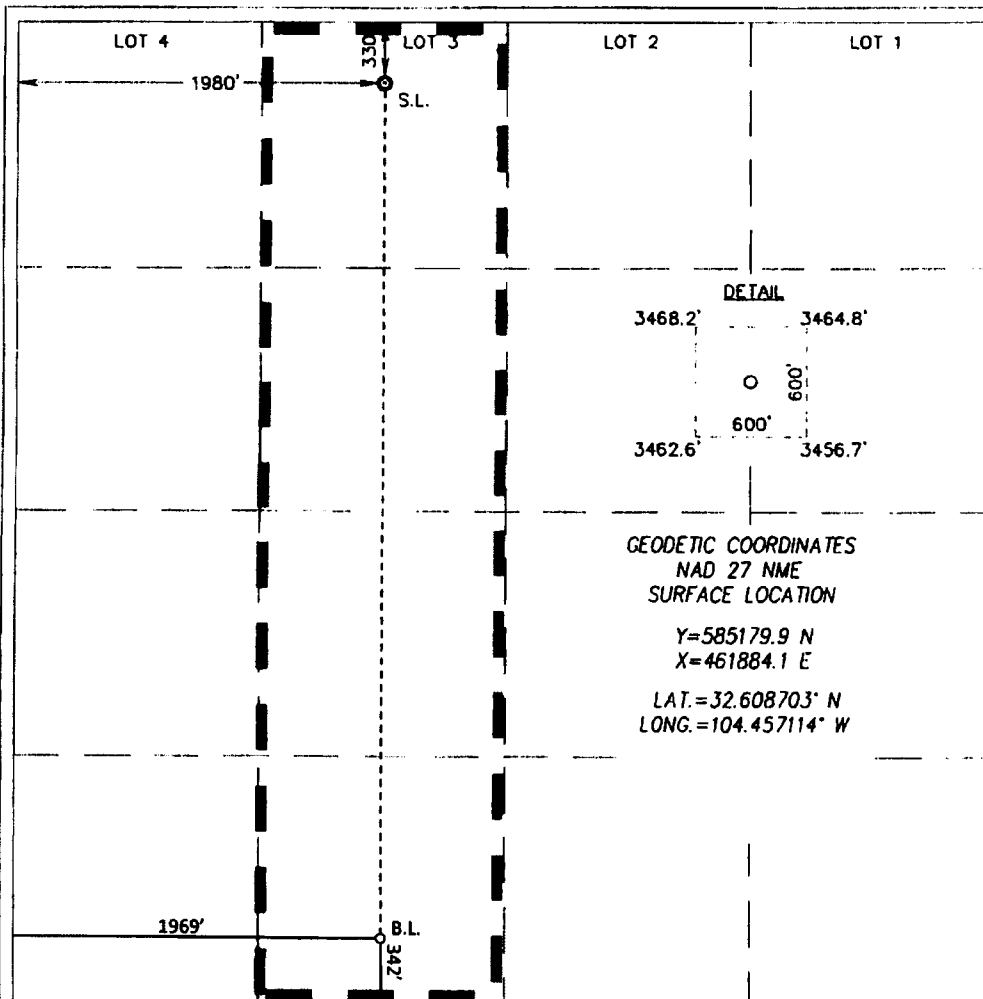 LOT 4
LOT 3
LOT 2
LOT 1
330'
1980'
S.L.
DETAIL
3468.2'
3464.8'
600'
600'
3462.6'
3456.7'
GEODETIC COORDINATES
NAD 27 NME
SURFACE LOCATION
Y=585179.9 N
X=461884.1 E
LAT.=32.608703° N
LONG.=104.457114° W
1969'
B.L.
342'